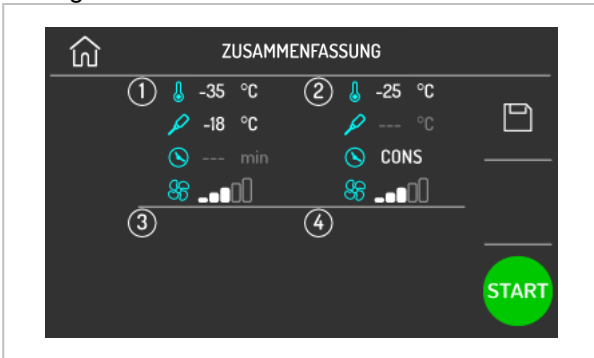 ZUSAMMENFASSUNG
1 -35 °C 2 -25 °C
-18 °C --- °C
--- min CONS
3 4
START